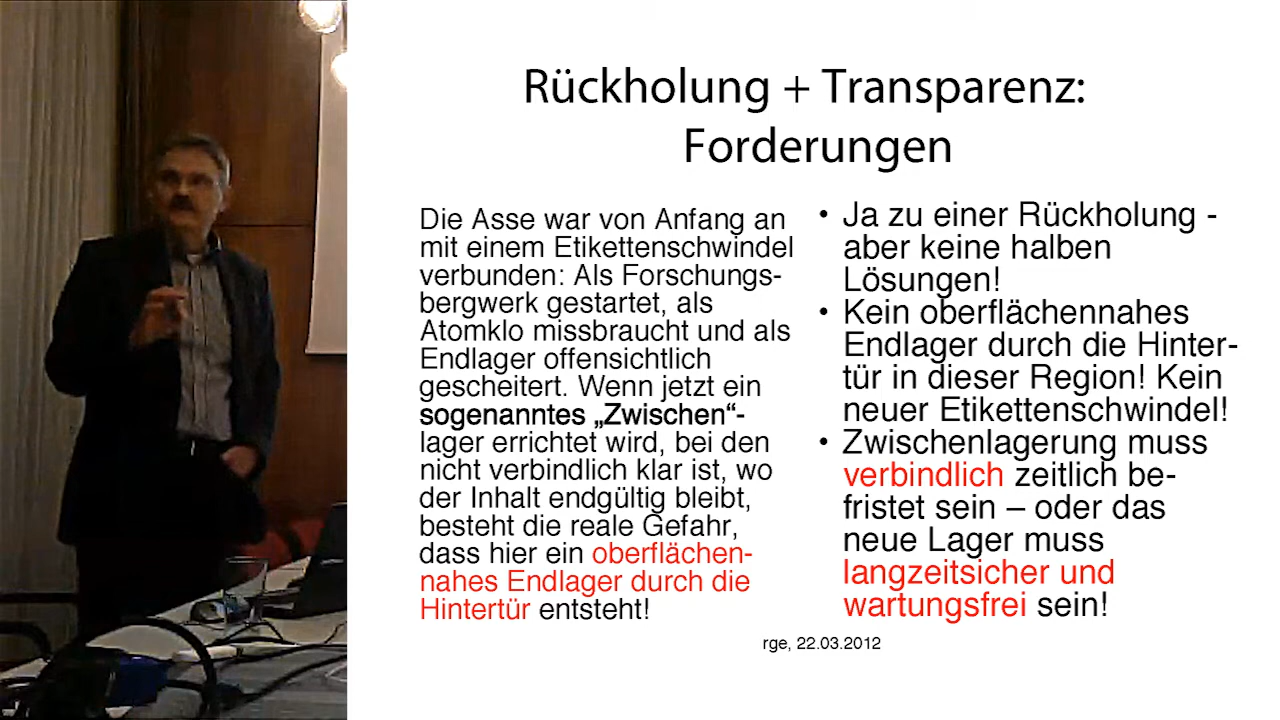 Rückholung + Transparenz:
Forderungen
Die Asse war von Anfang an
mit einem Etikettenschwindel
verbunden: Als Forschungs-
bergwerk gestartet, als
Atomklo missbraucht und als
Endlager offensichtlich
gescheitert. Wenn jetzt ein
sogenanntes „Zwischen“-
lager errichtet wird, bei den
nicht verbindlich klar ist, wo
der Inhalt endgültig bleibt,
besteht die reale Gefahr,
dass hier ein oberflächen-
nahes Endlager durch die
Hintertür entsteht!
• Ja zu einer Rückholung -
aber keine halben
Lösungen!
• Kein oberflächennahes
Endlager durch die Hinter-
tür in dieser Region! Kein
neuer Etikettenschwindel!
• Zwischenlagerung muss
verbindlich zeitlich be-
fristet sein – oder das
neue Lager muss
langzeitsicher und
wartungsfrei sein!
rge, 22.03.2012